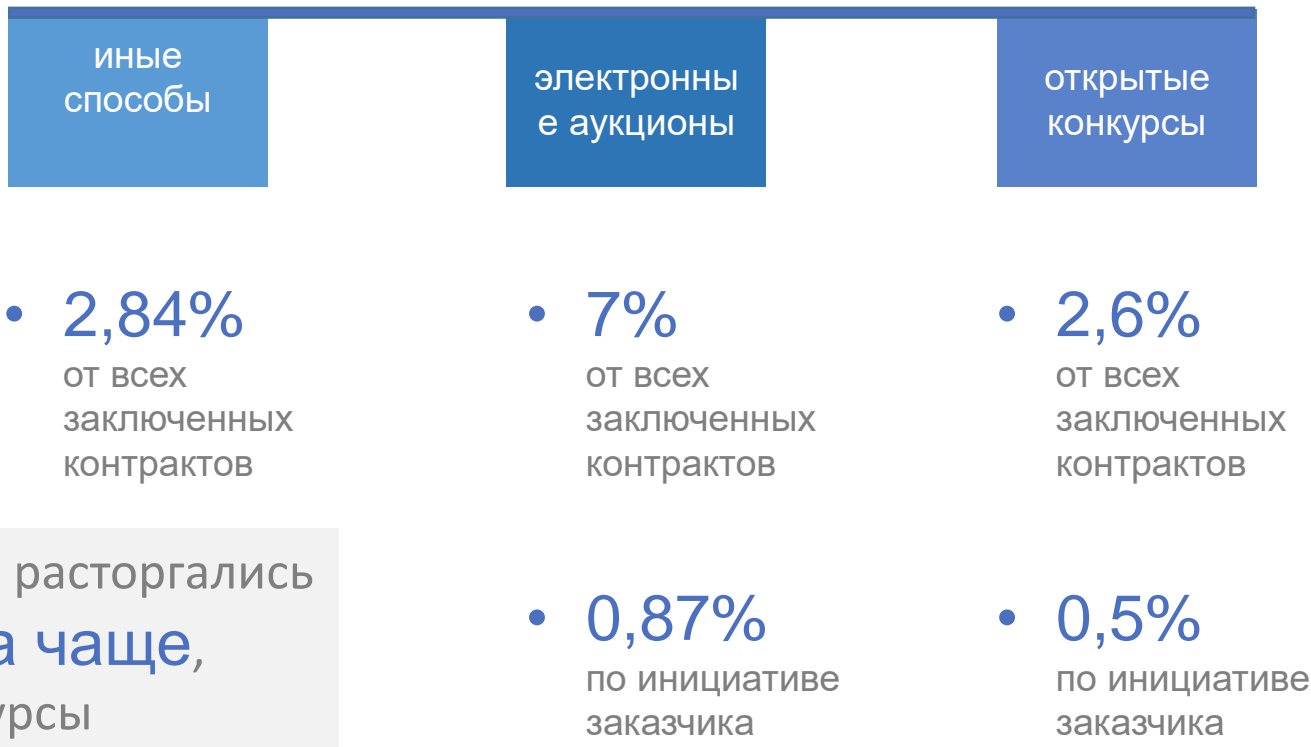 иные
способы
электронны
е аукционы
открытые
конкурсы
• 2,84%
от всех
заключенных
контрактов
• 7%
от всех
заключенных
контрактов
• 2,6%
от всех
заключенных
контрактов
расторгались
чаще,
• 0,87%
по инициативе
заказчика
• 0,5%
по инициативе
заказчика